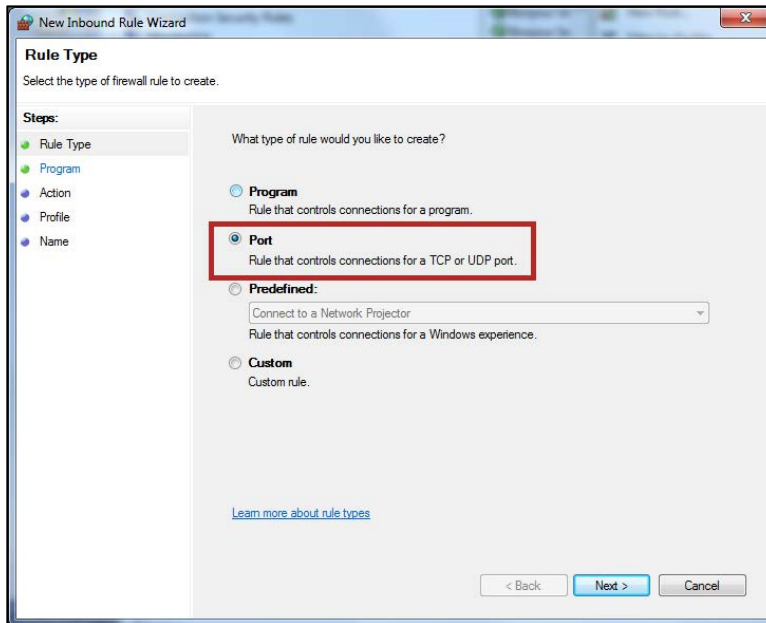 New Inbound Rule Wizard
Rule Type
Select the type of firewall rule to create.
Steps:
Rule Type
Program
Action
Profile
Name
What type of rule would you like to create?
Program
Rule that controls connections for a program.
Port
Rule that controls connections for a TCP or UDP port.
Predefined:
Connect to a Network Projector
Rule that controls connections for a Windows experience.
Custom
Custom rule.
Learn more about rule types
< Back
Next >
Cancel